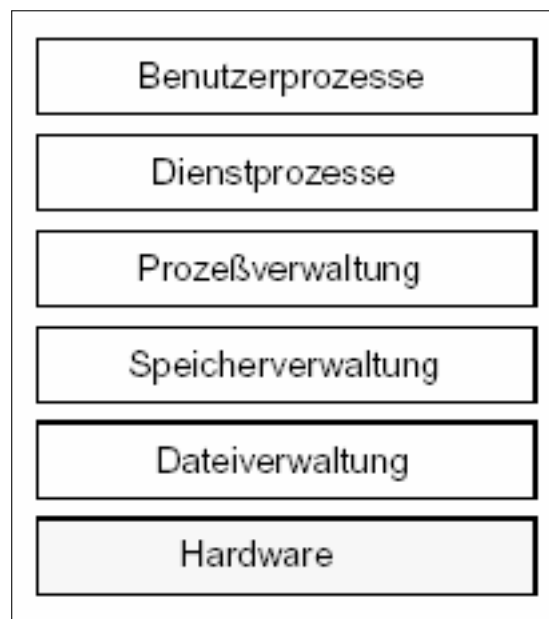 Benutzerprozesse
Dienstprozesse
Prozeßverwaltung
Speicherverwaltung
Dateiverwaltung
Hardware